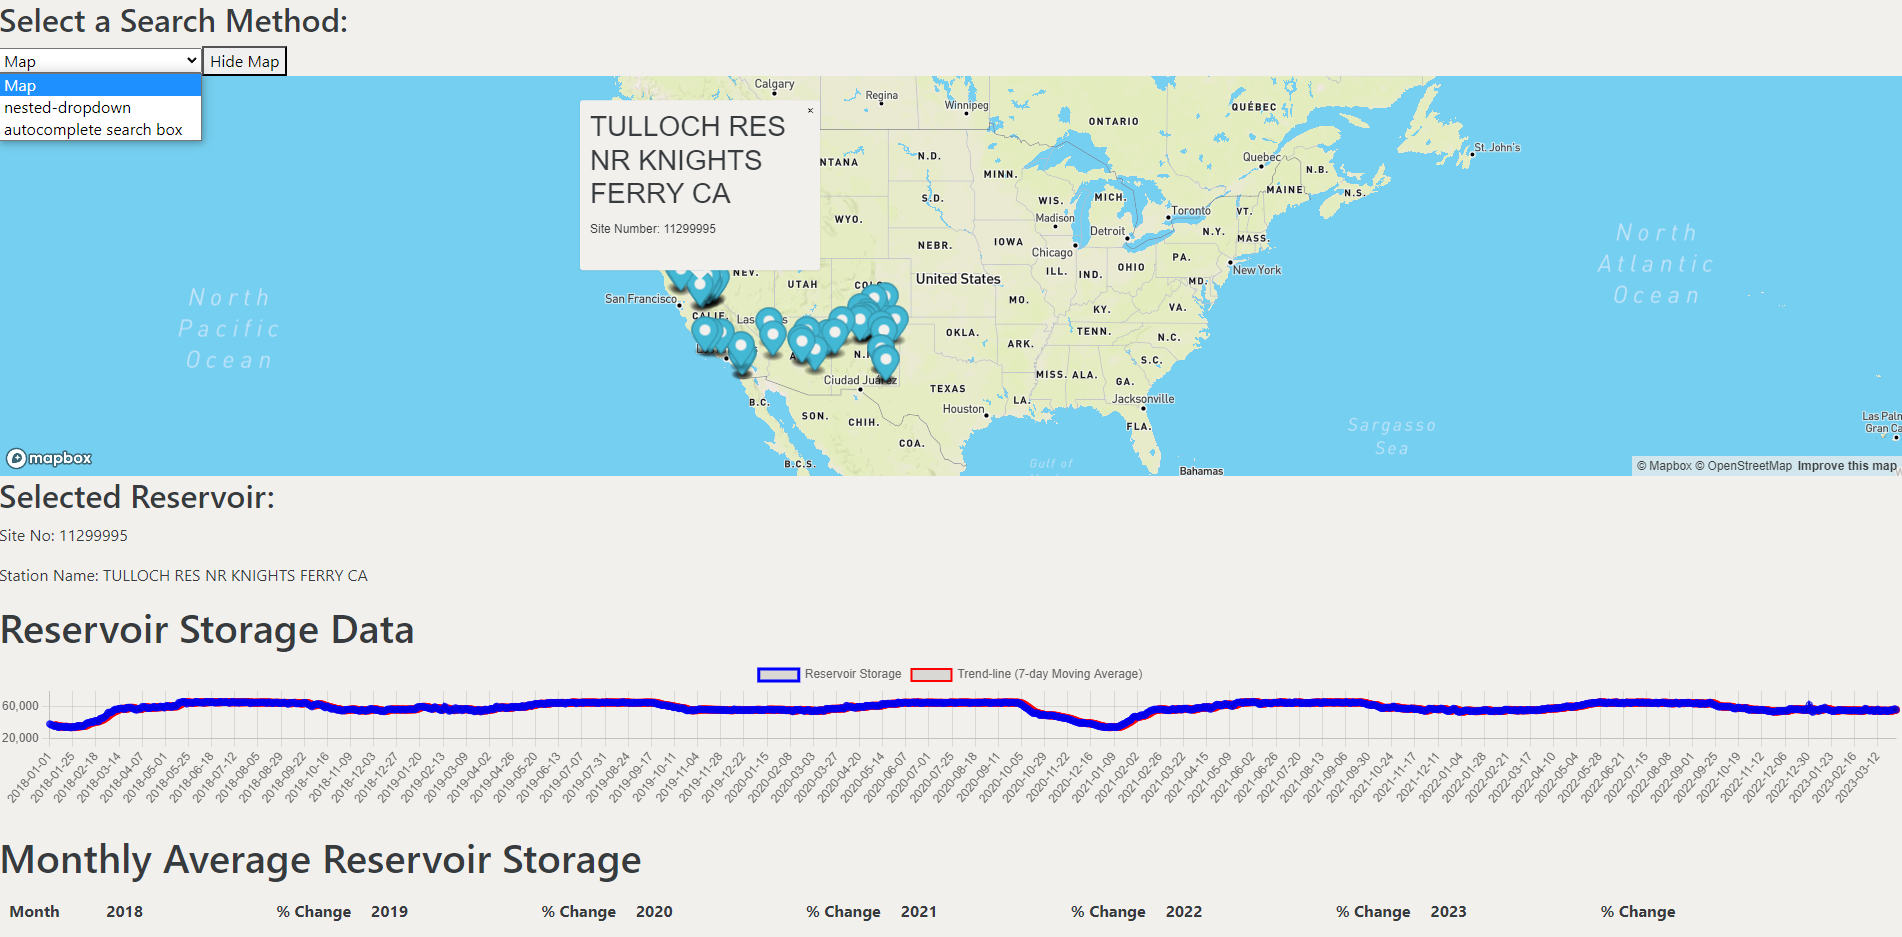 Select a Search Method:
Map
Hide Map
Map
nested-dropdown
autocomplete search box
×
TULLOCH RES
NR KNIGHTS
FERRY CA
Site Number: 11299995
Calgary
Regina
Winnipeg
ONTARIO
QUÉBEC
St. John's
Quebec
N.B.
MAINE
N.S.
NTANA
N.D.
MINN.
S.D.
WIS.
MICH.
Toronto
VT.
WYO.
Madison
Detroit
N.Y.
MASS.
NEBR.
IOWA
Chicago
PA.
NEV.
UTAH
United States
ILL.
IND.
OHIO
New York
MD.
San Francisco
CALIF.
MO.
KY.
VA.
OKLA.
TENN.
N.C.
ARK.
S.C.
Ciudad Juárez
TEXAS
MISS.
ALA.
GA.
Jacksonville
B.C.
SON.
CHIH.
Houston
LA.
FLA.
COA.
B.C.S.
Gulf of
Bahamas
North
Pacific
Ocean
North
Atlantic
Ocean
Sargasso
Sea
Las Palm
Gran Ca
mapbox
© Mapbox © OpenStreetMap Improve this map
Selected Reservoir:
Site No: 11299995
Station Name: TULLOCH RES NR KNIGHTS FERRY CA
Reservoir Storage Data
Reservoir Storage Trend-line (7-day Moving Average)
60,000
20,000
2018-01-01 2018-01-25 2018-02-18 2018-03-14 2018-04-07 2018-05-01 2018-05-25 2018-06-18 2018-07-12 2018-08-05 2018-08-29 2018-09-22 2018-10-16 2018-11-09 2018-12-03 2018-12-27 2019-01-20 2019-02-13 2019-03-09 2019-04-02 2019-04-26 2019-05-20 2019-06-13 2019-07-07 2019-07-31 2019-08-24 2019-09-17 2019-10-11 2019-11-04 2019-11-28 2019-12-22 2020-01-15 2020-02-08 2020-03-03 2020-03-27 2020-04-20 2020-05-14 2020-06-07 2020-07-01 2020-07-25 2020-08-18 2020-09-11 2020-10-05 2020-10-29 2020-11-22 2020-12-16 2021-01-09 2021-02-02 2021-02-26 2021-03-22 2021-04-15 2021-05-09 2021-06-02 2021-06-26 2021-07-20 2021-08-13 2021-09-06 2021-09-30 2021-10-24 2021-11-17 2021-12-11 2022-01-04 2022-01-28 2022-02-21 2022-03-17 2022-04-10 2022-05-04 2022-05-28 2022-06-21 2022-07-15 2022-08-08 2022-09-01 2022-09-25 2022-10-19 2022-11-12 2022-12-06 2022-12-30 2023-01-23 2023-02-16 2023-03-12
Monthly Average Reservoir Storage
Month 2018 % Change 2019 % Change 2020 % Change 2021 % Change 2022 % Change 2023 % Change